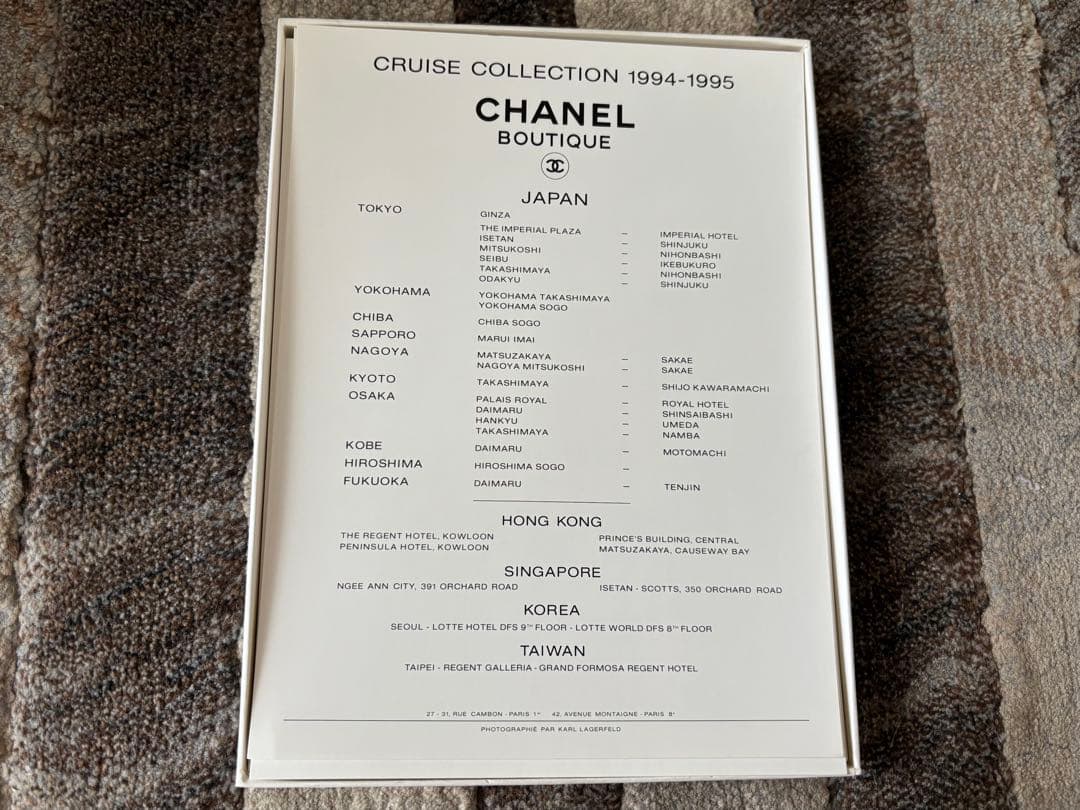 CRUISE COLLECTION 1994-1995
CHANEL
BOUTIQUE
JAPAN
TOKYO GINZA
THE IMPERIAL PLAZA – IMPERIAL HOTEL
ISETAN – SHINJUKU
MITSUKOSHI – NIHONBASHI
SEIBU – IKEBUKURO
TAKASHIMAYA – NIHONBASHI
ODAKYU – SHINJUKU
YOKOHAMA YOKOHAMA TAKASHIMAYA
YOKOHAMA SOGO
CHIBA CHIBA SOGO
SAPPORO MARUI IMAI
NAGOYA MATSUZAKAYA – SAKAE
NAGOYA MITSUKOSHI – SAKAE
KYOTO TAKASHIMAYA – SHIJO KAWARAMACHI
OSAKA PALAIS ROYAL – ROYAL HOTEL
DAIMARU – SHINSAIBASHI
HANKYU – UMEDA
TAKASHIMAYA – NAMBA
KOBE DAIMARU – MOTOMACHI
HIROSHIMA HIROSHIMA SOGO –
FUKUOKA DAIMARU – TENJIN
HONG KONG
THE REGENT HOTEL, KOWLOON PRINCE'S BUILDING, CENTRAL
PENINSULA HOTEL, KOWLOON MATSUZAKAYA, CAUSEWAY BAY
SINGAPORE
NGEE ANN CITY, 391 ORCHARD ROAD ISETAN - SCOTTS, 350 ORCHARD ROAD
KOREA
SEOUL - LOTTE HOTEL DFS 9TH FLOOR - LOTTE WORLD DFS 8TH FLOOR
TAIWAN
TAIPEI - REGENT GALLERIA - GRAND FORMOSA REGENT HOTEL
27 - 31, RUE CAMBON - PARIS 1er 42, AVENUE MONTAIGNE - PARIS 8e
PHOTOGRAPHIÉ PAR KARL LAGERFELD